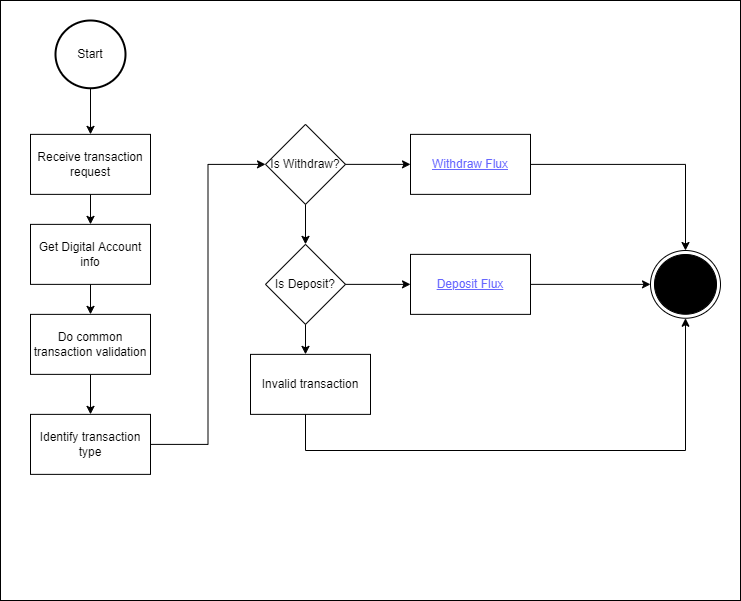 Start
Receive transaction
request
Get Digital Account
info
Do common
transaction validation
Identify transaction
type
Is Withdraw?
Withdraw Flux
Is Deposit?
Deposit Flux
Invalid transaction